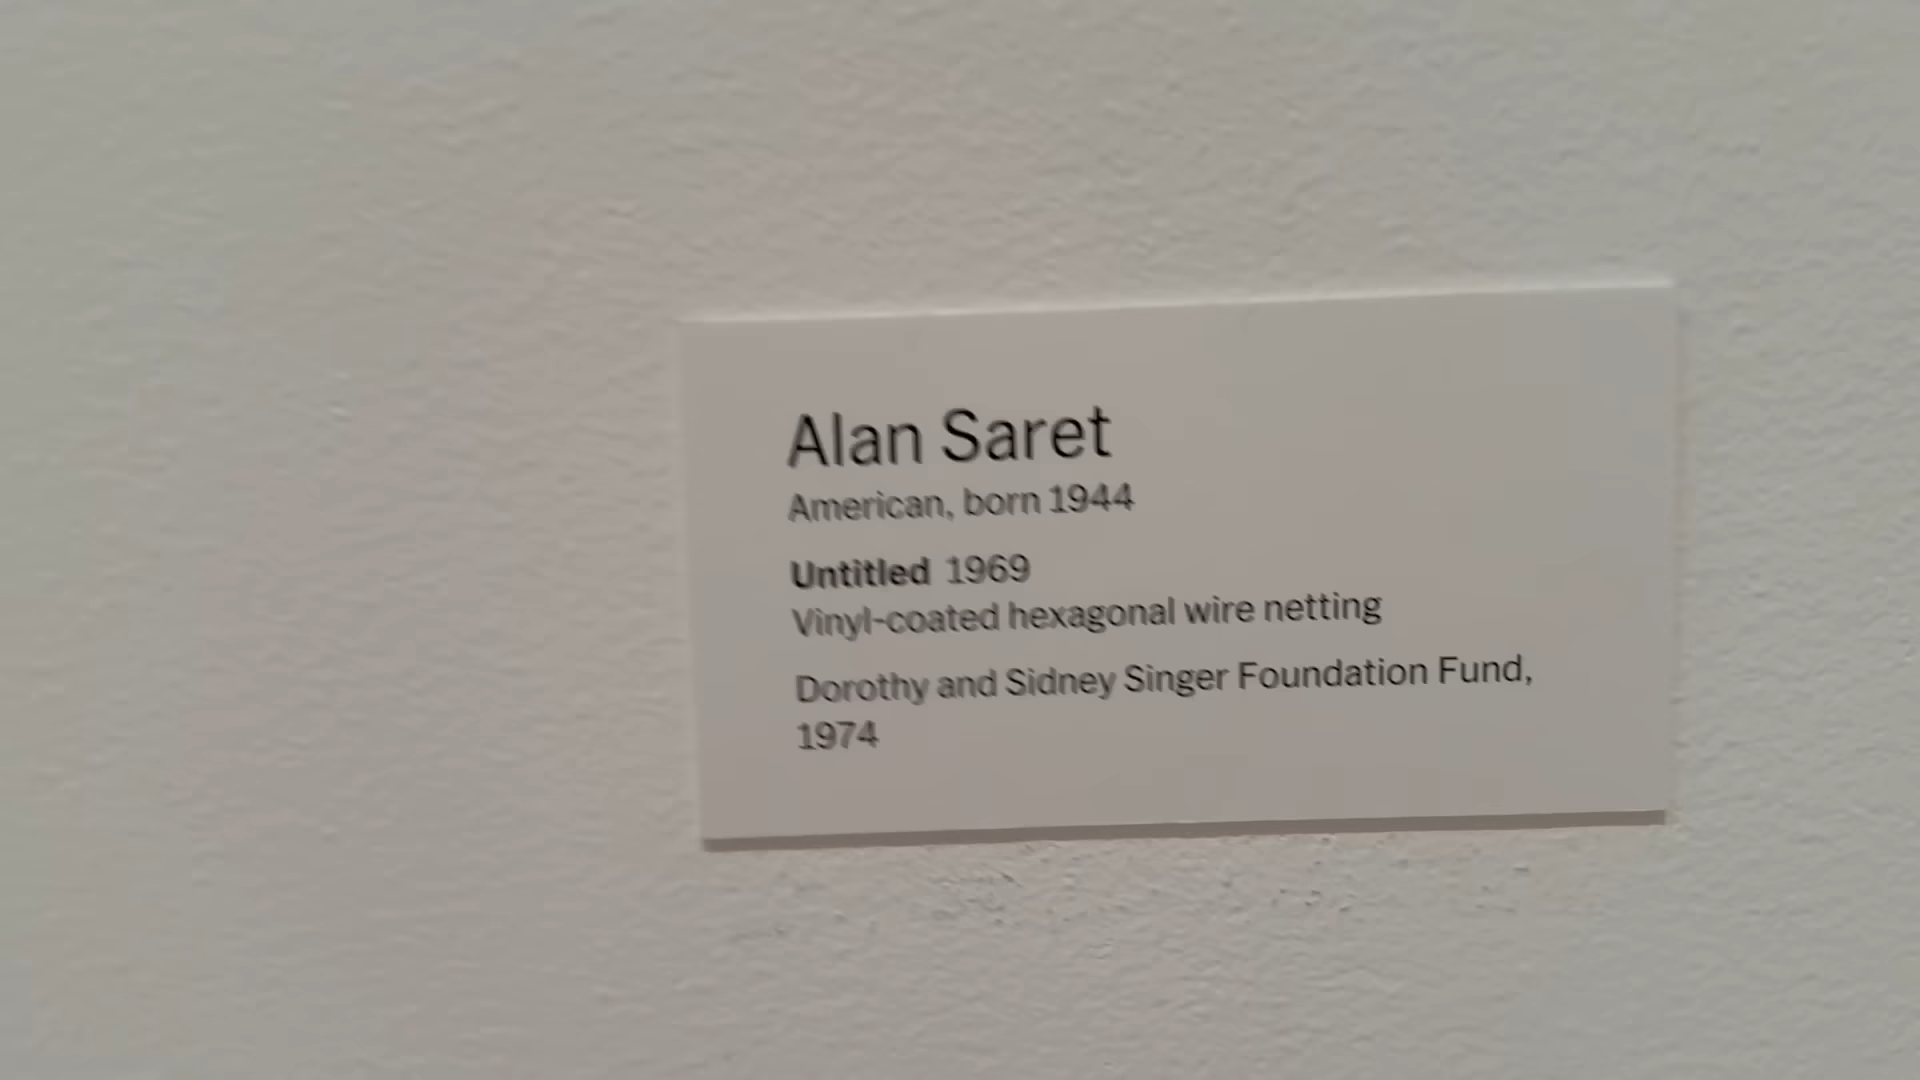 Alan Saret
American, born 1944
Untitled 1969
Vinyl-coated hexagonal wire netting
Dorothy and Sidney Singer Foundation Fund,
1974